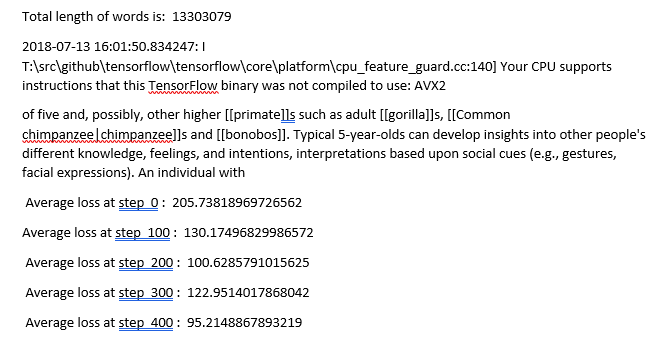 Total length of words is:  13303079
2018-07-13 16:01:50.834247: I
T:\src\github\tensorflow\tensorflow\core\platform\cpu_feature_guard.cc:140] Your CPU supports
instructions that this TensorFlow binary was not compiled to use: AVX2
of five and, possibly, other higher [[primate]]s such as adult [[gorilla]]s, [[Common
chimpanzee|chimpanzee]]s and [[bonobos]]. Typical 5-year-olds can develop insights into other people's
different knowledge, feelings, and intentions, interpretations based upon social cues (e.g., gestures,
facial expressions). An individual with
Average loss at step  0 :  205.73818969726562
Average loss at step  100 :  130.17496829986572
Average loss at step  200 :  100.6285791015625
Average loss at step  300 :  122.9514017868042
Average loss at step  400 :  95.2148867893219